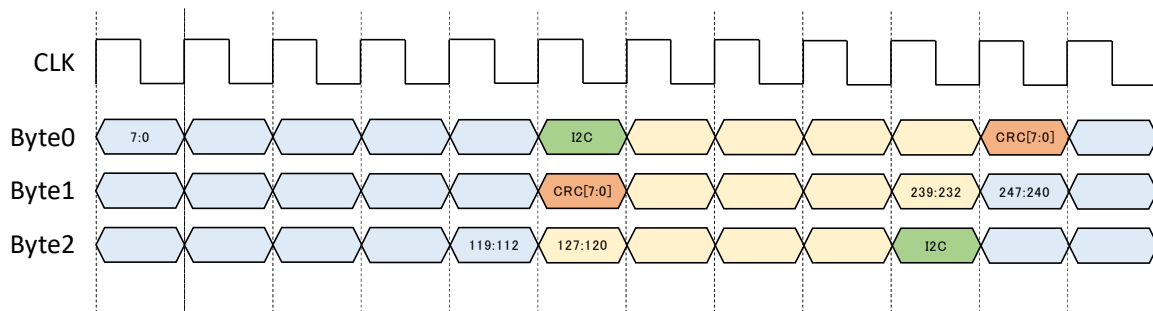 CLK
Byte0 7:0 I2C CRC[7:0]
Byte1 CRC[7:0] 239:232 247:240
Byte2 119:112 127:120 I2C